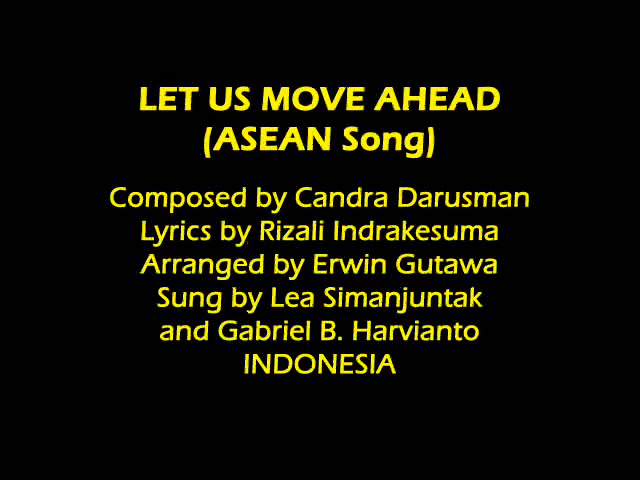 LET US MOVE AHEAD
(ASEAN Song)
Composed by Candra Darusman
Lyrics by Rizali Indrakesuma
Arranged by Erwin Gutawa
Sung by Lea Simanjuntak
and Gabriel B. Harvianto
INDONESIA